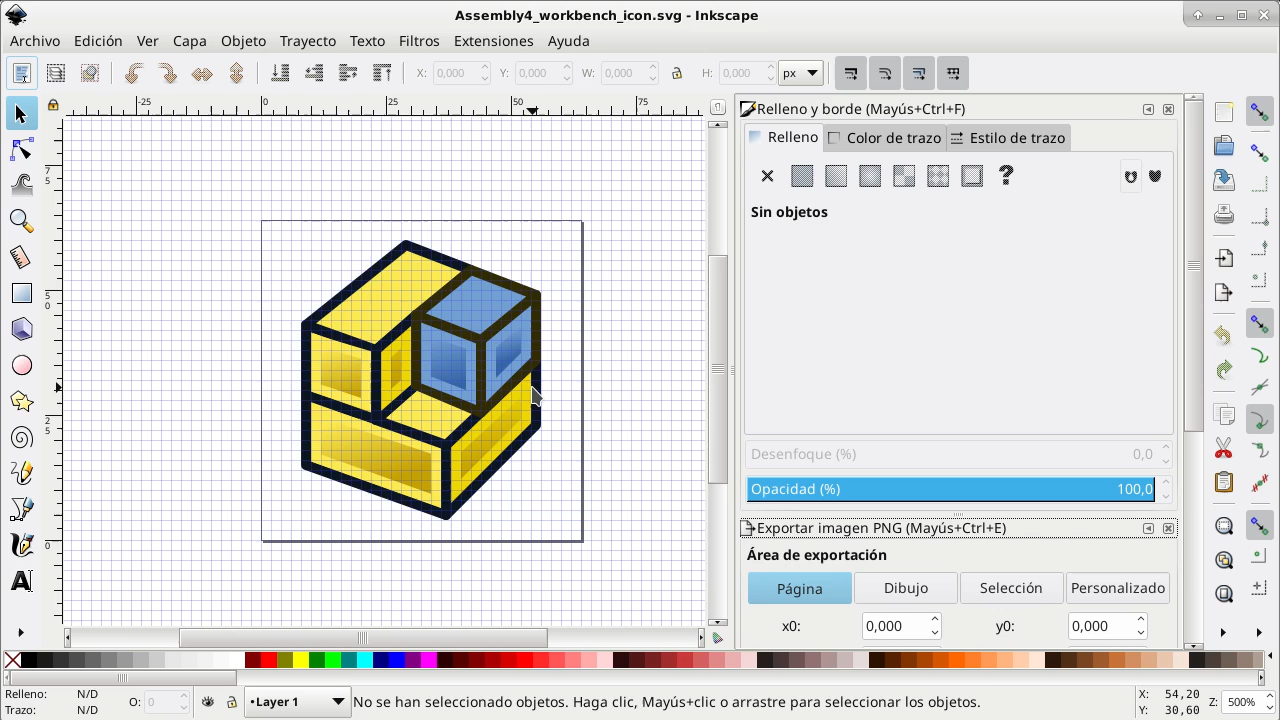 Assembly4_workbench_icon.svg - Inkscape
Archivo Edición Ver Capa Objeto Trayecto Texto Filtros Extensiones Ayuda
X: 0,000 Y: 0,000 W: 0,000 H: 0,000 px
-25 0 25 50 75
75
50
25
0
Relleno y borde (Mayús+Ctrl+F)
Relleno Color de trazo Estilo de trazo
Sin objetos
Desenfoque (%) 0,0
Opacidad (%) 100,0
Exportar imagen PNG (Mayús+Ctrl+E)
Área de exportación
Página Dibujo Selección Personalizado
x0: 0,000 y0: 0,000
Relleno: N/D
Trazo: N/D
O: 0
•Layer 1
No se han seleccionado objetos. Haga clic, Mayús+clic o arrastre para seleccionar los objetos.
X: 54,20
Y: 30,60
Z: 500%